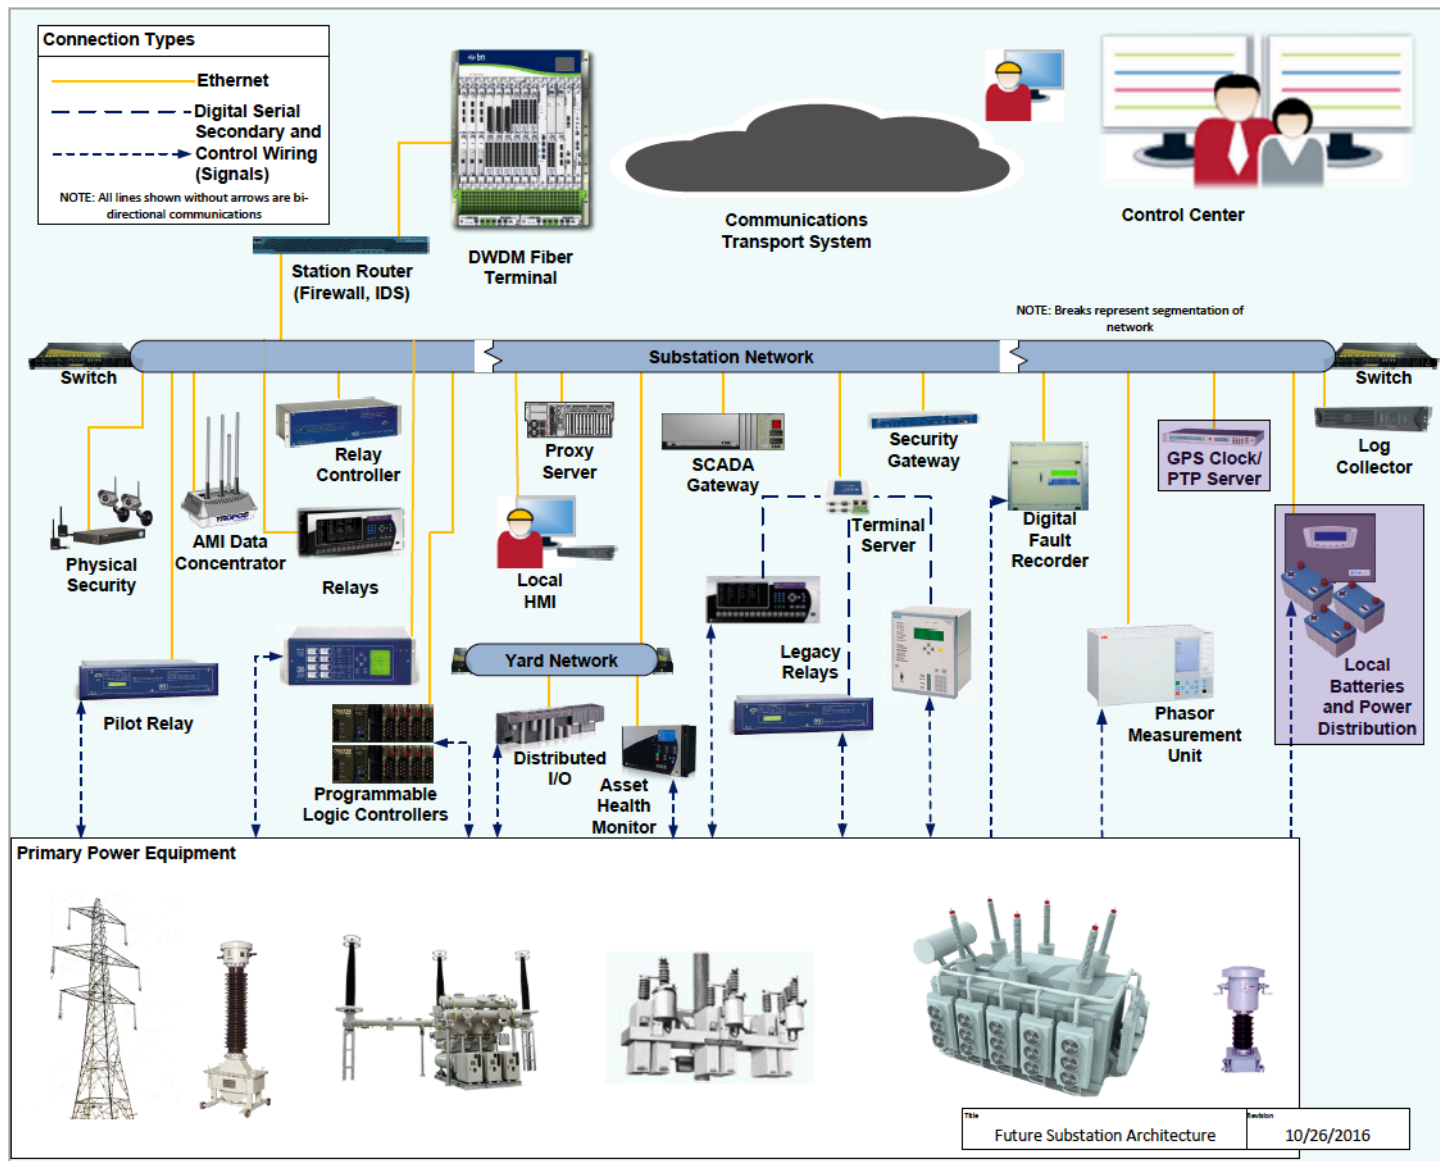 Connection Types
Ethernet
Digital Serial
Secondary and
Control Wiring
(Signals)
NOTE: All lines shown without arrows are bi-
directional communications
bti
DWDM Fiber
Terminal
Communications
Transport System
Control Center
Station Router
(Firewall, IDS)
NOTE: Breaks represent segmentation of
network
Substation Network
Switch
Switch
Relay
Controller
Proxy
Server
SCADA
Gateway
Security
Gateway
GPS Clock/
PTP Server
Log
Collector
TROPOS
AMI Data
Concentrator
Physical
Security
Relays
Local
HMI
Terminal
Server
Digital
Fault
Recorder
Yard Network
Legacy
Relays
Local
Batteries
and Power
Distribution
Pilot Relay
Phasor
Measurement
Unit
Distributed
I/O
Programmable
Logic Controllers
Asset
Health
Monitor
Primary Power Equipment
Title
Future Substation Architecture
Revision
10/26/2016